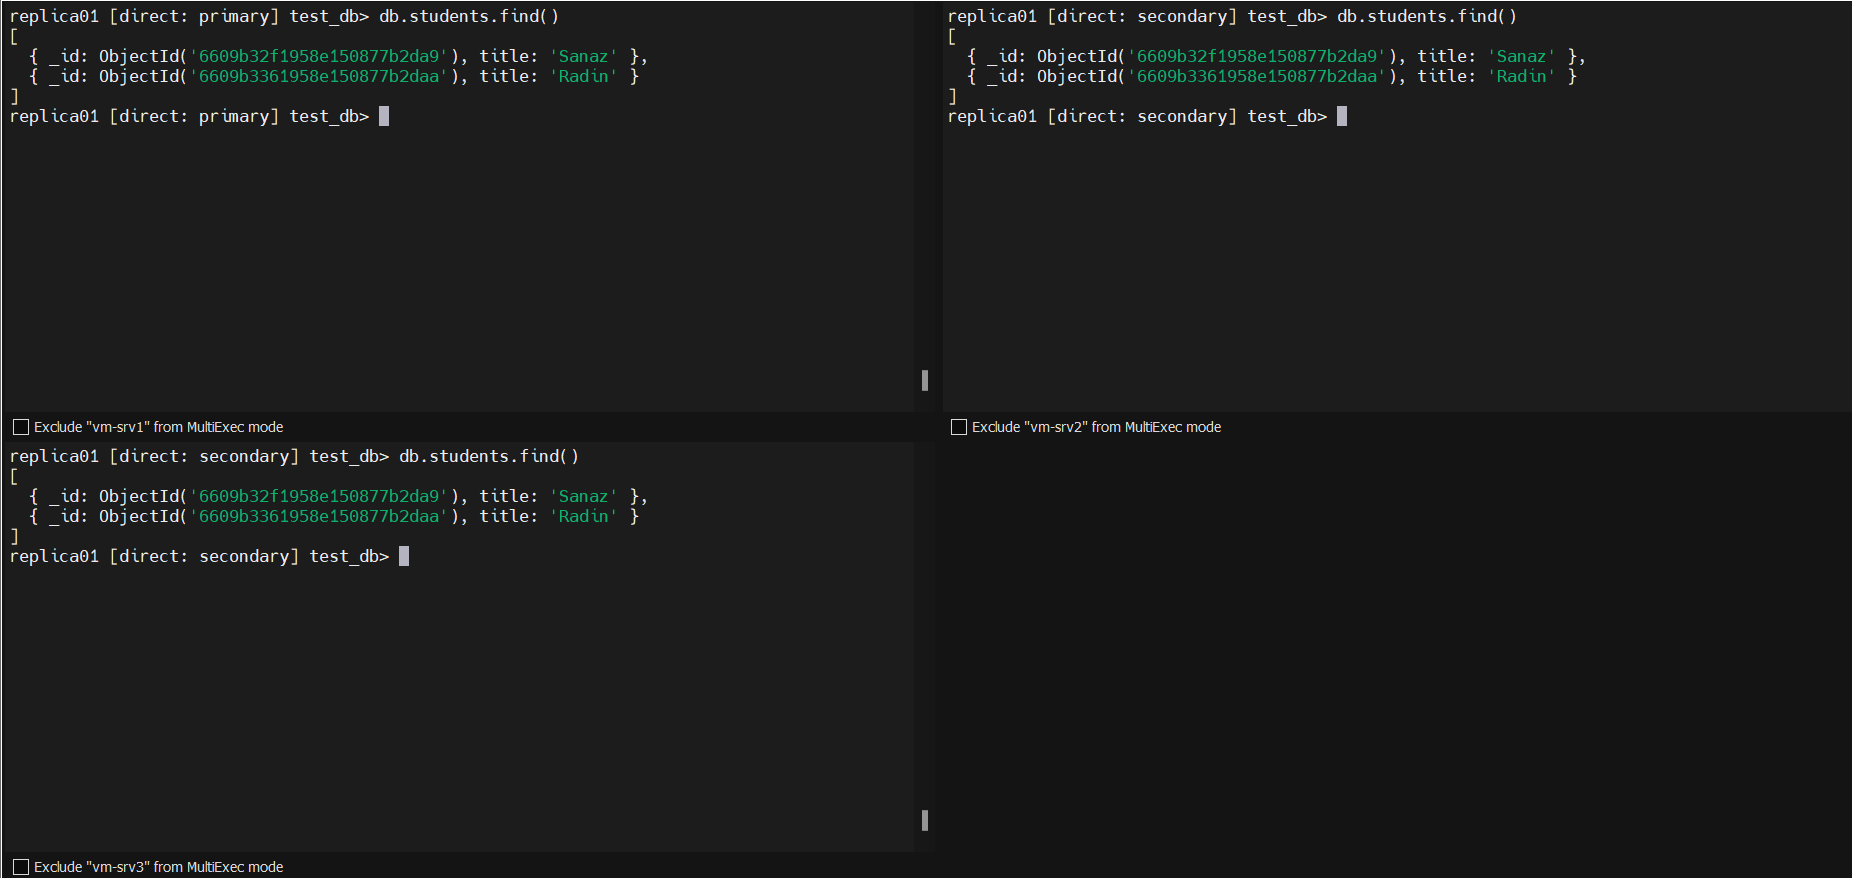 replica01 [direct: primary] test_db> db.students.find()
[
  { _id: ObjectId('6609b32f1958e150877b2da9'), title: 'Sanaz' },
  { _id: ObjectId('6609b3361958e150877b2daa'), title: 'Radin' }
]
replica01 [direct: primary] test_db>
Exclude "vm-srv1" from MultiExec mode
replica01 [direct: secondary] test_db> db.students.find()
[
  { _id: ObjectId('6609b32f1958e150877b2da9'), title: 'Sanaz' },
  { _id: ObjectId('6609b3361958e150877b2daa'), title: 'Radin' }
]
replica01 [direct: secondary] test_db>
Exclude "vm-srv2" from MultiExec mode
replica01 [direct: secondary] test_db> db.students.find()
[
  { _id: ObjectId('6609b32f1958e150877b2da9'), title: 'Sanaz' },
  { _id: ObjectId('6609b3361958e150877b2daa'), title: 'Radin' }
]
replica01 [direct: secondary] test_db>
Exclude "vm-srv3" from MultiExec mode